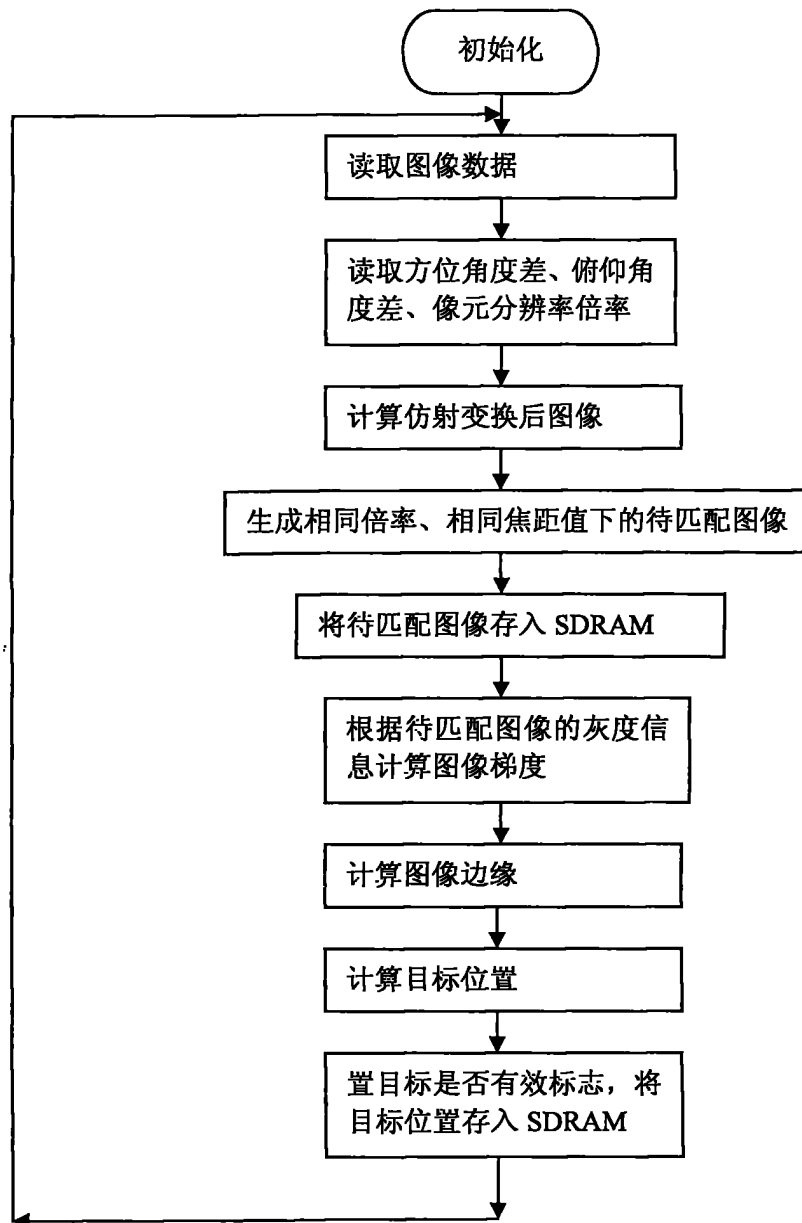 初始化
读取图像数据
读取方位角度差、俯仰角
度差、像元分辨率倍率
计算仿射变换后图像
生成相同倍率、相同焦距值下的待匹配图像
将待匹配图像存入 SDRAM
根据待匹配图像的灰度信
息计算图像梯度
计算图像边缘
计算目标位置
置目标是否有效标志，将
目标位置存入 SDRAM